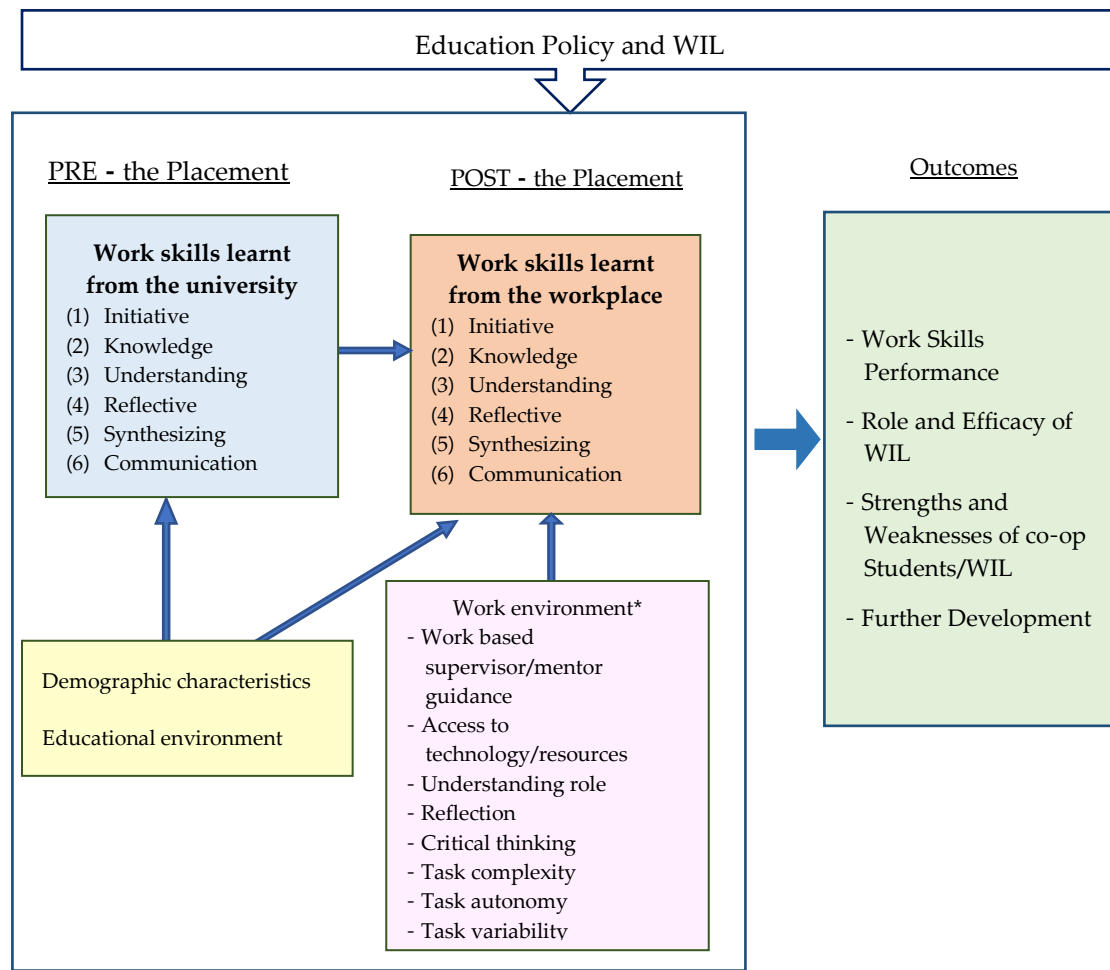 Education Policy and WIL
PRE - the Placement
Work skills learnt
from the university
(1) Initiative
(2) Knowledge
(3) Understanding
(4) Reflective
(5) Synthesizing
(6) Communication
Demographic characteristics
Educational environment
POST - the Placement
Work skills learnt
from the workplace
(1) Initiative
(2) Knowledge
(3) Understanding
(4) Reflective
(5) Synthesizing
(6) Communication
Work environment*
- Work based
supervisor/mentor
guidance
- Access to
technology/resources
- Understanding role
- Reflection
- Critical thinking
- Task complexity
- Task autonomy
- Task variability
Outcomes
- Work Skills
Performance
- Role and Efficacy of
WIL
- Strengths and
Weaknesses of co-op
Students/WIL
- Further Development